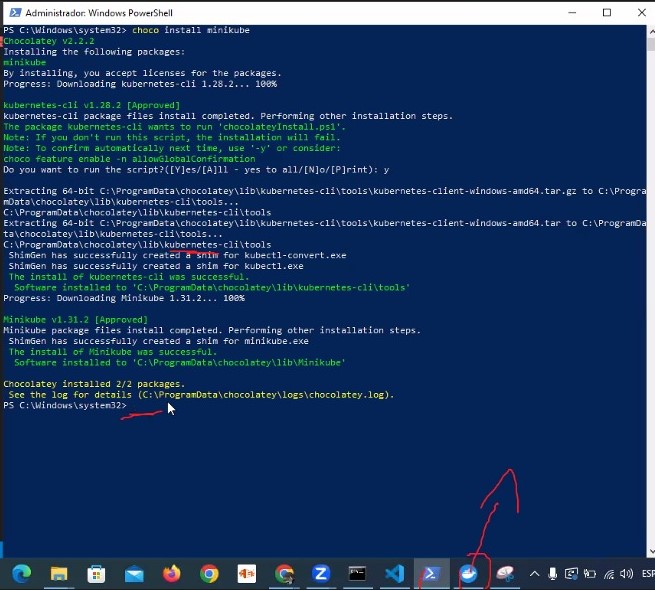 Administrador: Windows PowerShell
PS C:\Windows\system32> choco install minikube
Chocolatey v2.2.2
Installing the following packages:
minikube
By installing, you accept licenses for the packages.
Progress: Downloading kubernetes-cli 1.28.2... 100%
kubernetes-cli v1.28.2 [Approved]
kubernetes-cli package files install completed. Performing other installation steps.
The package kubernetes-cli wants to run 'chocolateyInstall.ps1'.
Note: If you don't run this script, the installation will fail.
Note: To confirm automatically next time, use '-y' or consider:
choco feature enable -n allowGlobalConfirmation
Do you want to run the script?([Y]es/[A]ll - yes to all/[N]o/[P]rint): y
Extracting 64-bit C:\ProgramData\chocolatey\lib\kubernetes-cli\tools\kubernetes-client-windows-amd64.tar.gz to C:\Progra
mData\chocolatey\lib\kubernetes-cli\tools...
C:\ProgramData\chocolatey\lib\kubernetes-cli\tools
Extracting 64-bit C:\ProgramData\chocolatey\lib\kubernetes-cli\tools\kubernetes-client-windows-amd64.tar to C:\ProgramDa
ta\chocolatey\lib\kubernetes-cli\tools...
C:\ProgramData\chocolatey\lib\kubernetes-cli\tools
ShimGen has successfully created a shim for kubectl-convert.exe
ShimGen has successfully created a shim for kubectl.exe
The install of kubernetes-cli was successful.
Software installed to 'C:\ProgramData\chocolatey\lib\kubernetes-cli\tools'
Progress: Downloading Minikube 1.31.2... 100%
Minikube v1.31.2 [Approved]
Minikube package files install completed. Performing other installation steps.
ShimGen has successfully created a shim for minikube.exe
The install of Minikube was successful.
Software installed to 'C:\ProgramData\chocolatey\lib\Minikube'
Chocolatey installed 2/2 packages.
See the log for details (C:\ProgramData\chocolatey\logs\chocolatey.log).
PS C:\Windows\system32>
ESP